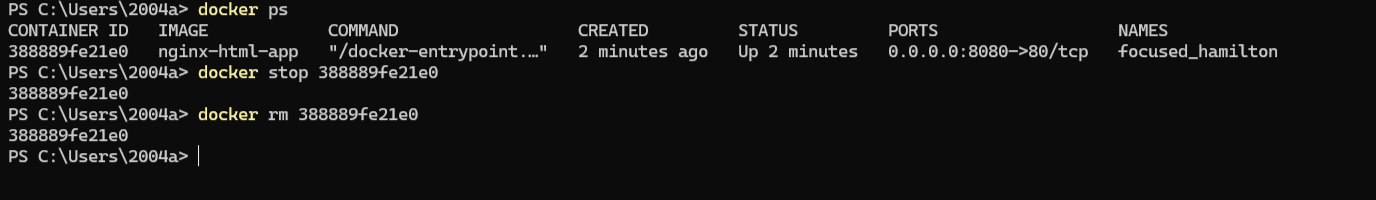 PS C:\Users\2004a> docker ps
CONTAINER ID   IMAGE            COMMAND                  CREATED         STATUS         PORTS                  NAMES
388889fe21e0   nginx-html-app   "/docker-entrypoint.…"   2 minutes ago   Up 2 minutes   0.0.0.0:8080->80/tcp   focused_hamilton
PS C:\Users\2004a> docker stop 388889fe21e0
388889fe21e0
PS C:\Users\2004a> docker rm 388889fe21e0
388889fe21e0
PS C:\Users\2004a>